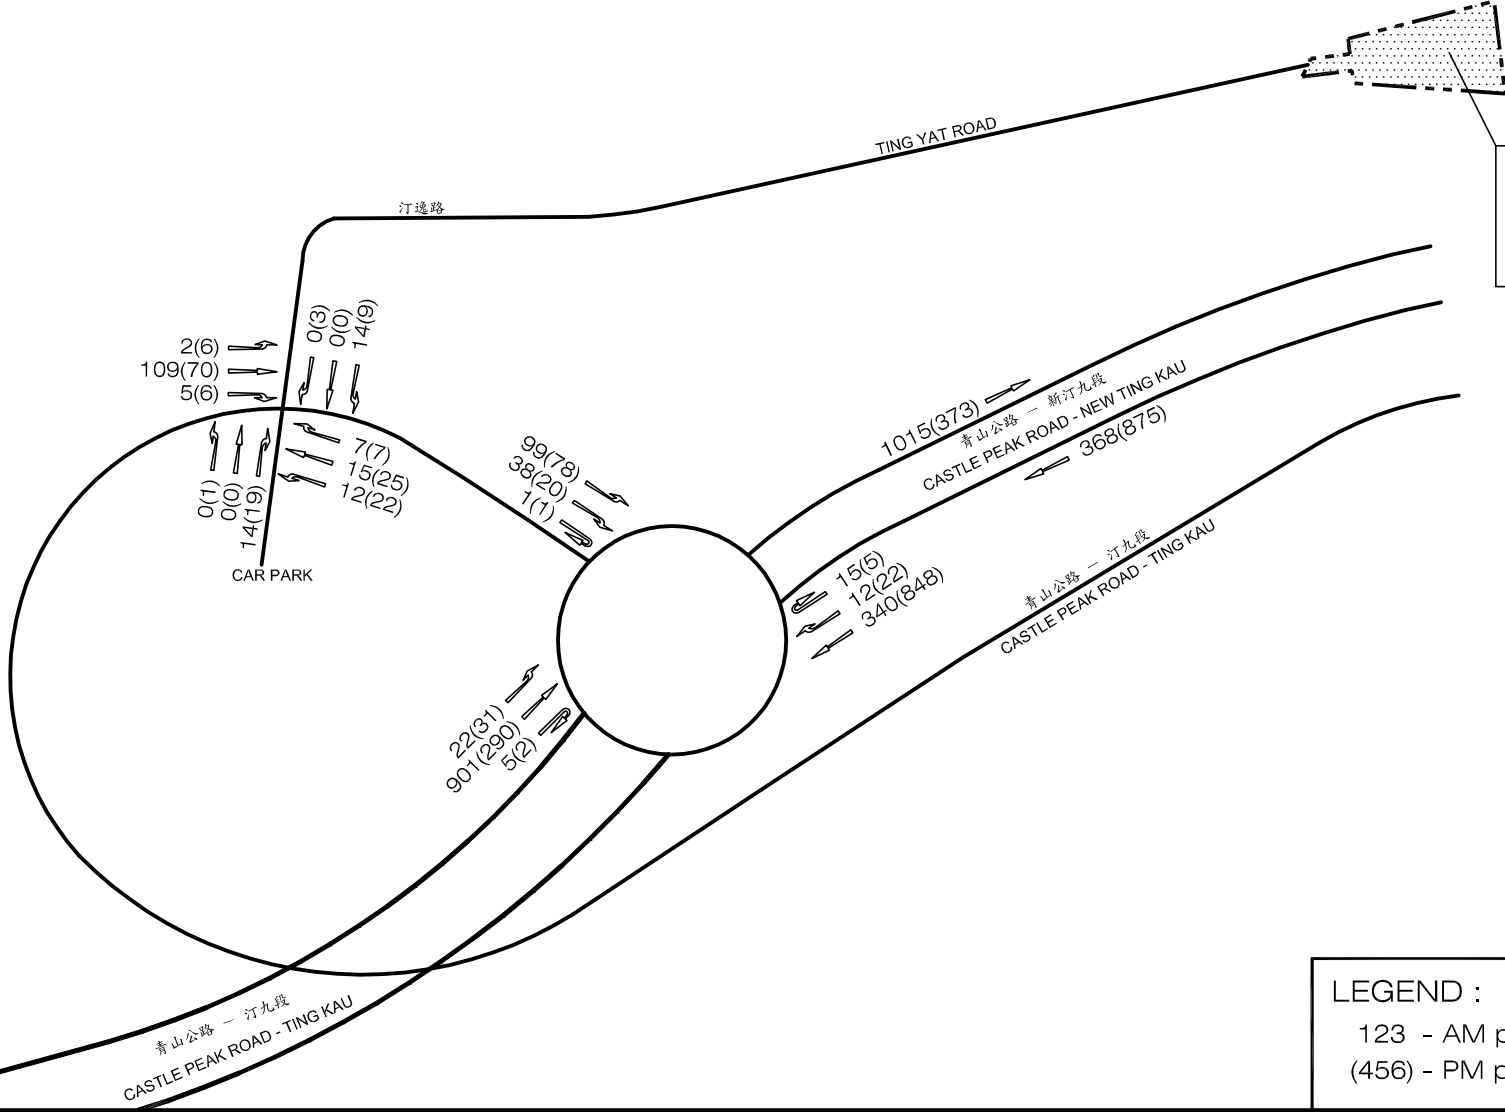 TING YAT ROAD
汀逸路
0(3)
0(0)
14(9)
2(6)
109(70)
5(6)
7(7)
15(25)
12(22)
0(1)
0(0)
14(19)
CAR PARK
99(78)
38(20)
1(1)
1015(373)
青山公路 － 新汀九段
CASTLE PEAK ROAD - NEW TING KAU
368(875)
15(5)
12(22)
340(848)
青山公路 － 汀九段
CASTLE PEAK ROAD - TING KAU
22(31)
901(290)
5(2)
青山公路 － 汀九段
CASTLE PEAK ROAD - TING KAU
LEGEND :
123 - AM p
(456) - PM p